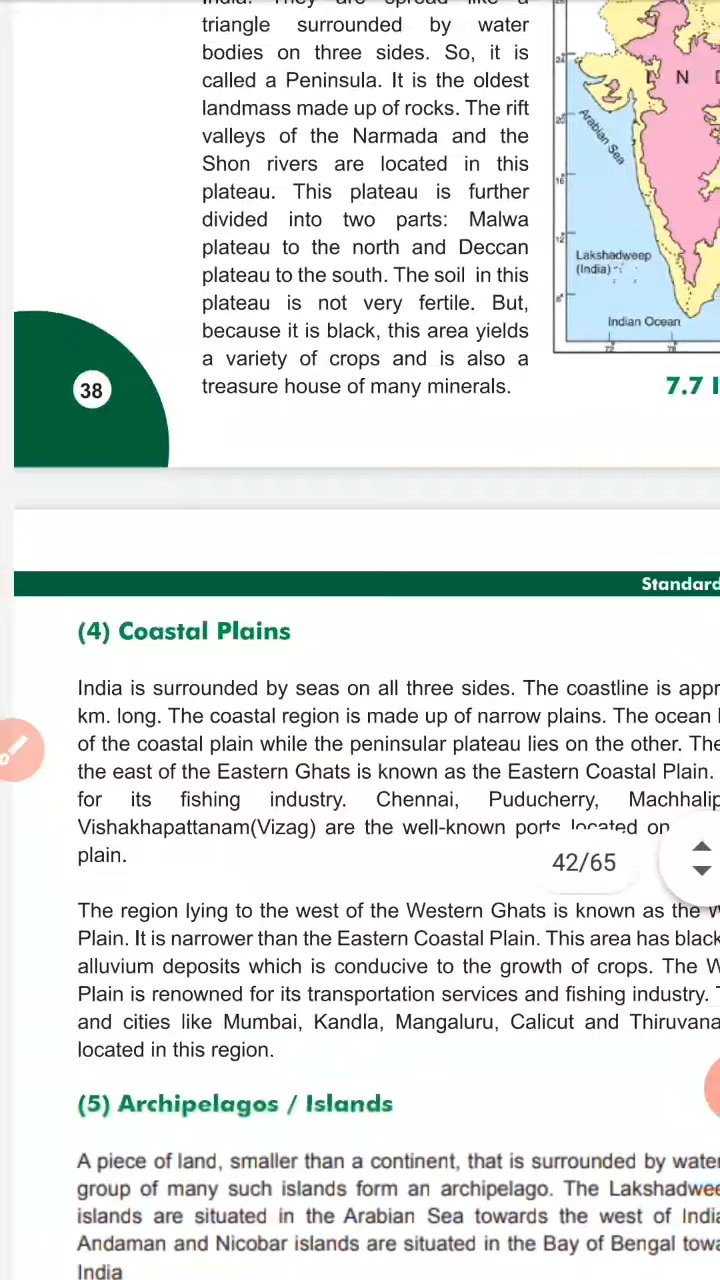 India. They are spread like a
triangle surrounded by water
bodies on three sides. So, it is
called a Peninsula. It is the oldest
landmass made up of rocks. The rift
valleys of the Narmada and the
Shon rivers are located in this
plateau. This plateau is further
divided into two parts: Malwa
plateau to the north and Deccan
plateau to the south. The soil in this
plateau is not very fertile. But,
because it is black, this area yields
a variety of crops and is also a
treasure house of many minerals.
I N D
Arabian Sea
24
20
16
12
8
Lakshadweep
(India)
Indian Ocean
72
76
7.7
38
Standard
(4) Coastal Plains
India is surrounded by seas on all three sides. The coastline is appr
km. long. The coastal region is made up of narrow plains. The ocean
of the coastal plain while the peninsular plateau lies on the other. The
the east of the Eastern Ghats is known as the Eastern Coastal Plain.
for its fishing industry. Chennai, Puducherry, Machhalip
Vishakhapattanam(Vizag) are the well-known ports located on
plain.
42/65
The region lying to the west of the Western Ghats is known as the W
Plain. It is narrower than the Eastern Coastal Plain. This area has black
alluvium deposits which is conducive to the growth of crops. The W
Plain is renowned for its transportation services and fishing industry.
and cities like Mumbai, Kandla, Mangaluru, Calicut and Thiruvana
located in this region.
(5) Archipelagos / Islands
A piece of land, smaller than a continent, that is surrounded by water
group of many such islands form an archipelago. The Lakshadwee
islands are situated in the Arabian Sea towards the west of India
Andaman and Nicobar islands are situated in the Bay of Bengal towa
India